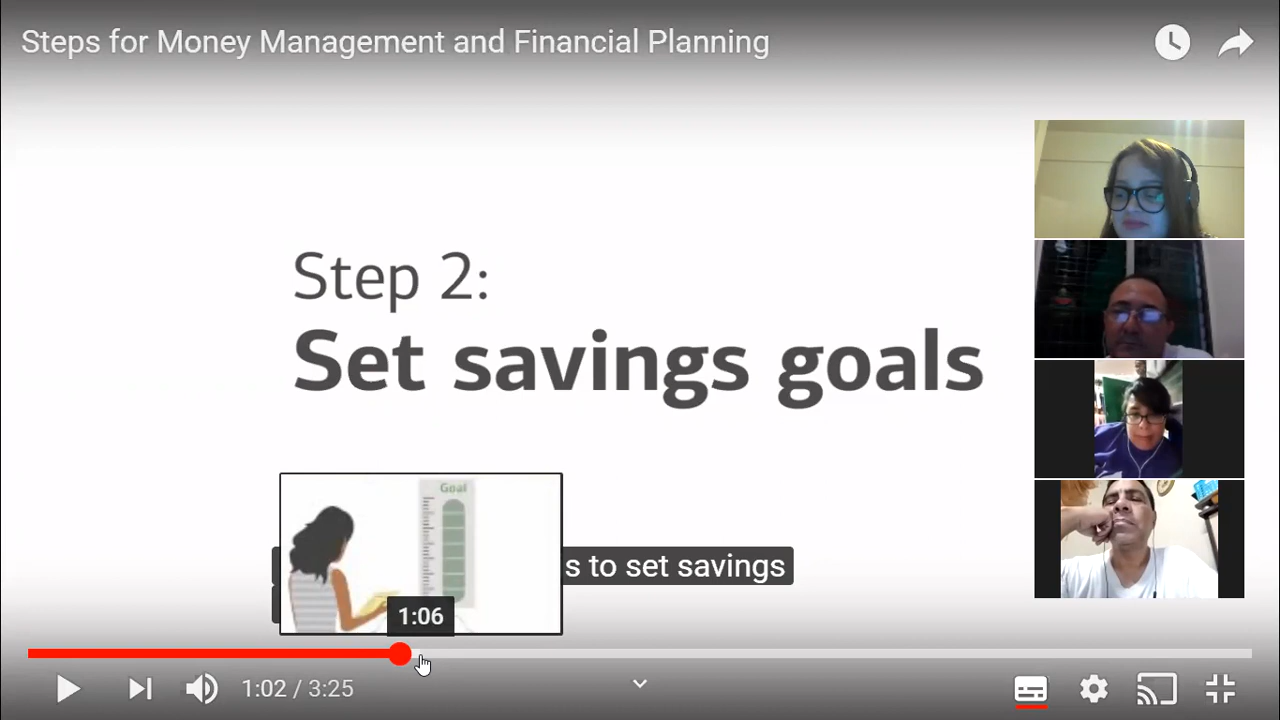 Steps for Money Management and Financial Planning
Step 2:
Set savings goals
Goal
s to set savings
1:06
1:02 / 3:25